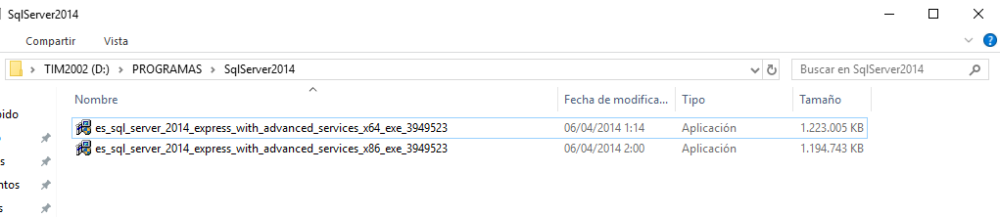 SqlServer2014
Compartir Vista
TIM2002 (D:) PROGRAMAS SqlServer2014 Buscar en SqlServer2014
Nombre Fecha de modifica... Tipo Tamaño
pido
es_sql_server_2014_express_with_advanced_services_x64_exe_3949523 06/04/2014 1:14 Aplicación 1.223.005 KB
es_sql_server_2014_express_with_advanced_services_x86_exe_3949523 06/04/2014 2:00 Aplicación 1.194.743 KB
s
ntos
s